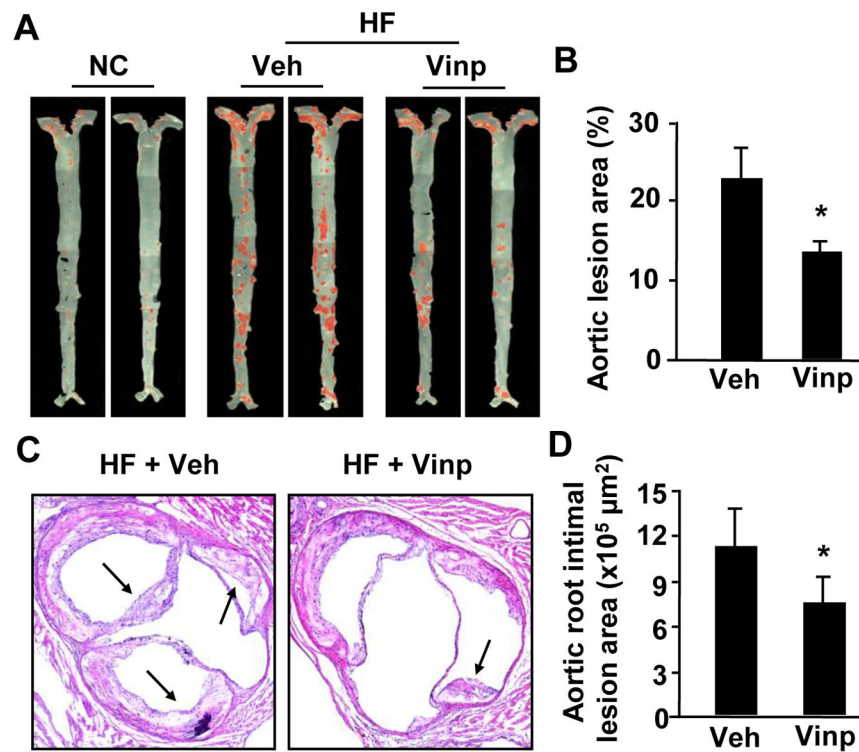 A
HF
NC
Veh
Vinp
B
Aortic lesion area (%)
30
20
10
0
*
Veh
Vinp
C
HF + Veh
HF + Vinp
D
Aortic root intimal
lesion area (x10⁵ µm²)
15
12
9
6
3
0
*
Veh
Vinp